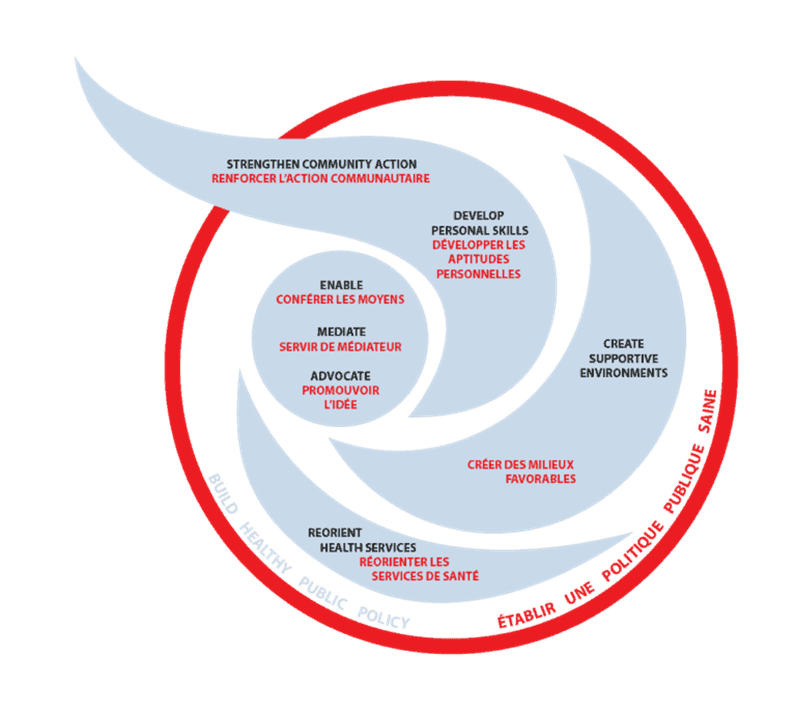 STRENGTHEN COMMUNITY ACTION
RENFORCER L'ACTION COMMUNAUTAIRE
DEVELOP
PERSONAL SKILLS
DÉVELOPPER LES
APTITUDES
PERSONNELLES
ENABLE
CONFÉRER LES MOYENS
MEDIATE
SERVIR DE MÉDIATEUR
ADVOCATE
PROMOUVOIR
L'IDÉE
CREATE
SUPPORTIVE
ENVIRONMENTS
CRÉER DES MILIEUX
FAVORABLES
REORIENT
HEALTH SERVICES
RÉORIENTER LES
SERVICES DE SANTÉ
BUILD HEALTHY PUBLIC POLICY
ÉTABLIR UNE POLITIQUE PUBLIQUE SAINE